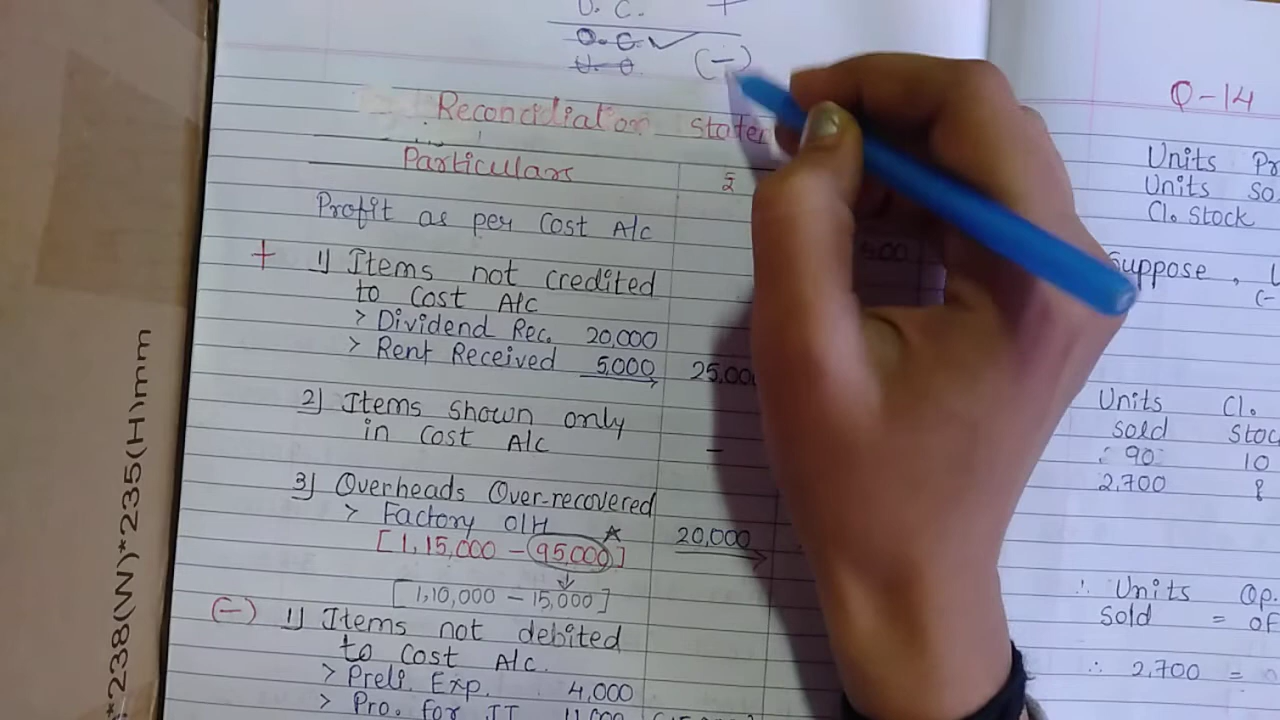 U. C. +
O. C. ✓
U. O (-)
Reconciliation
Particulars ₹
Profit as per Cost A/c
+ 1) Items not credited
to Cost A/c
> Dividend Rec. 20,000
> Rent Received 5,000 25,00
2) Items shown only
in Cost A/c -
3) Overheads Over-recovered
> Factory O/H
[1,15,000 - 95,000] 20,000
[1,10,000 - 15,000]
(-) 1) Items not debited
to Cost A/c.
> Preli. Exp. 4,000
> Pro. for IT
Q-14
Units
Units
Cl. Stock
Suppose,
(-
Units Cl.
sold
90 10
2,700
∴ Units Op.
sold = of
∴ 2,700 =
*238(W)*235(H)mm